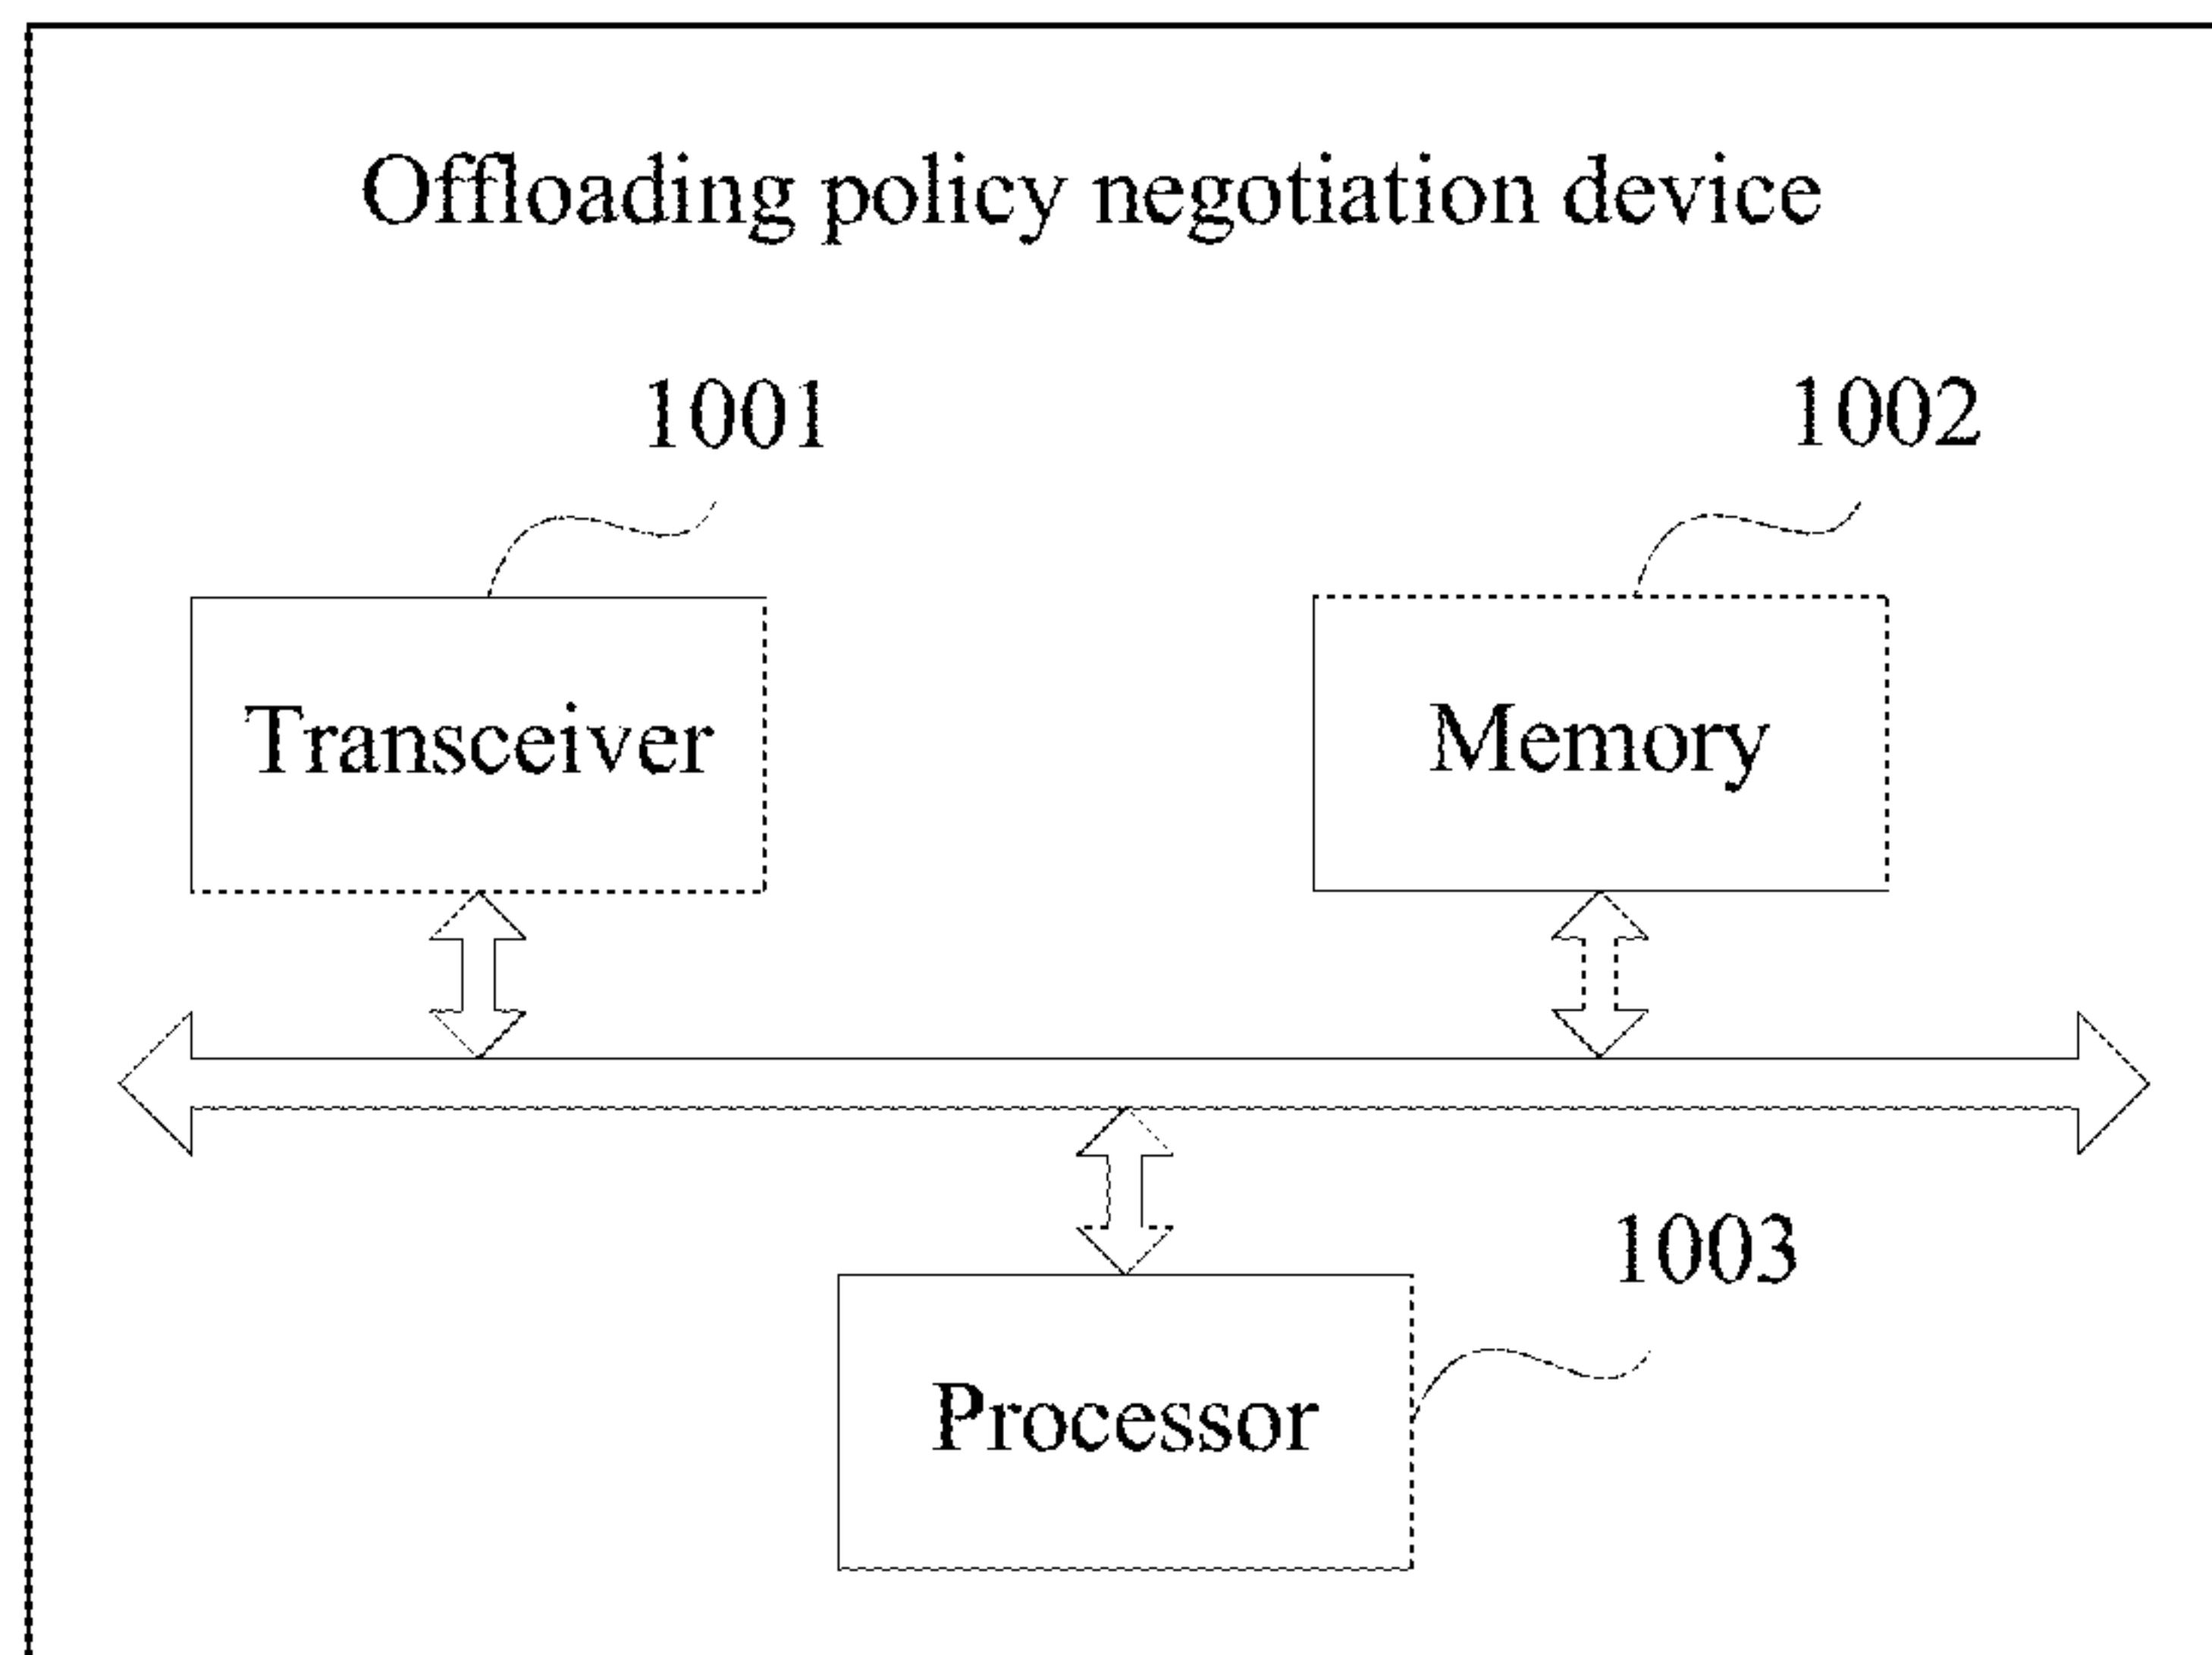 Offloading policy negotiation device
1001
1002
Transceiver
Memory
1003
Processor